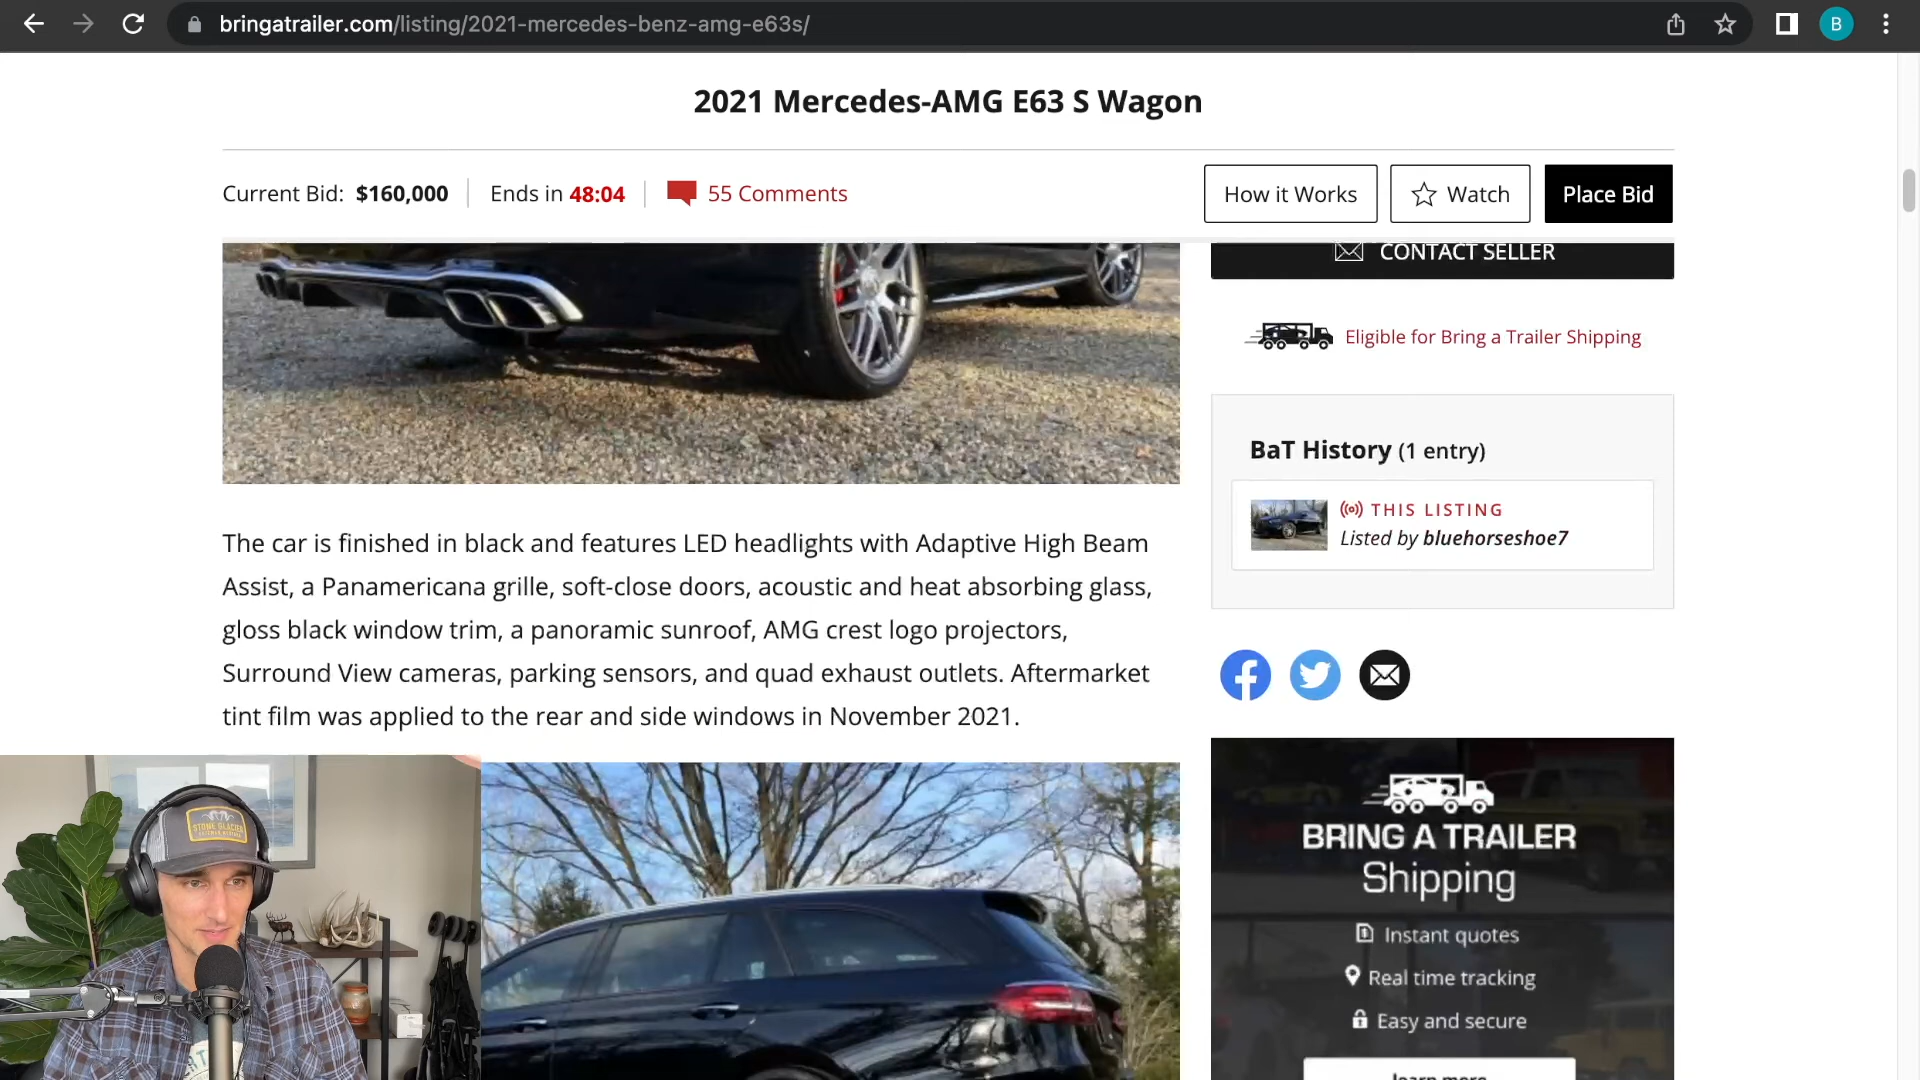 bringatrailer.com/listing/2021-mercedes-benz-amg-e63s/
B
2021 Mercedes-AMG E63 S Wagon
Current Bid: $160,000
Ends in 48:04
55 Comments
How it Works
Watch
Place Bid
CONTACT SELLER
Eligible for Bring a Trailer Shipping
BaT History (1 entry)
THIS LISTING
Listed by bluehorseshoe7
The car is finished in black and features LED headlights with Adaptive High Beam
Assist, a Panamericana grille, soft-close doors, acoustic and heat absorbing glass,
gloss black window trim, a panoramic sunroof, AMG crest logo projectors,
Surround View cameras, parking sensors, and quad exhaust outlets. Aftermarket
tint film was applied to the rear and side windows in November 2021.
BRING A TRAILER
Shipping
Instant quotes
Real time tracking
Easy and secure
learn more
STONE GLACIER